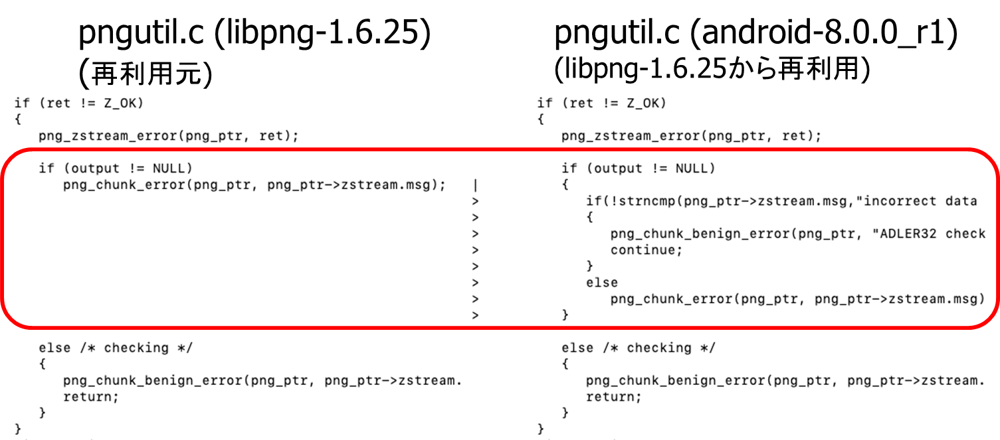 pngutil.c (libpng-1.6.25)
(再利用元)
if (ret != Z_OK)
{
png_zstream_error(png_ptr, ret);
if (output != NULL)
png_chunk_error(png_ptr, png_ptr->zstream.msg); |
>
>
>
>
>
>
>
>
else /* checking */
{
png_chunk_benign_error(png_ptr, png_ptr->zstream.
return;
}
}
pngutil.c (android-8.0.0_r1)
(libpng-1.6.25から再利用)
if (ret != Z_OK)
{
png_zstream_error(png_ptr, ret);
if (output != NULL)
{
if(!strncmp(png_ptr->zstream.msg,"incorrect data
{
png_chunk_benign_error(png_ptr, "ADLER32 check
continue;
}
else
png_chunk_error(png_ptr, png_ptr->zstream.msg)
}
else /* checking */
{
png_chunk_benign_error(png_ptr, png_ptr->zstream.
return;
}
}